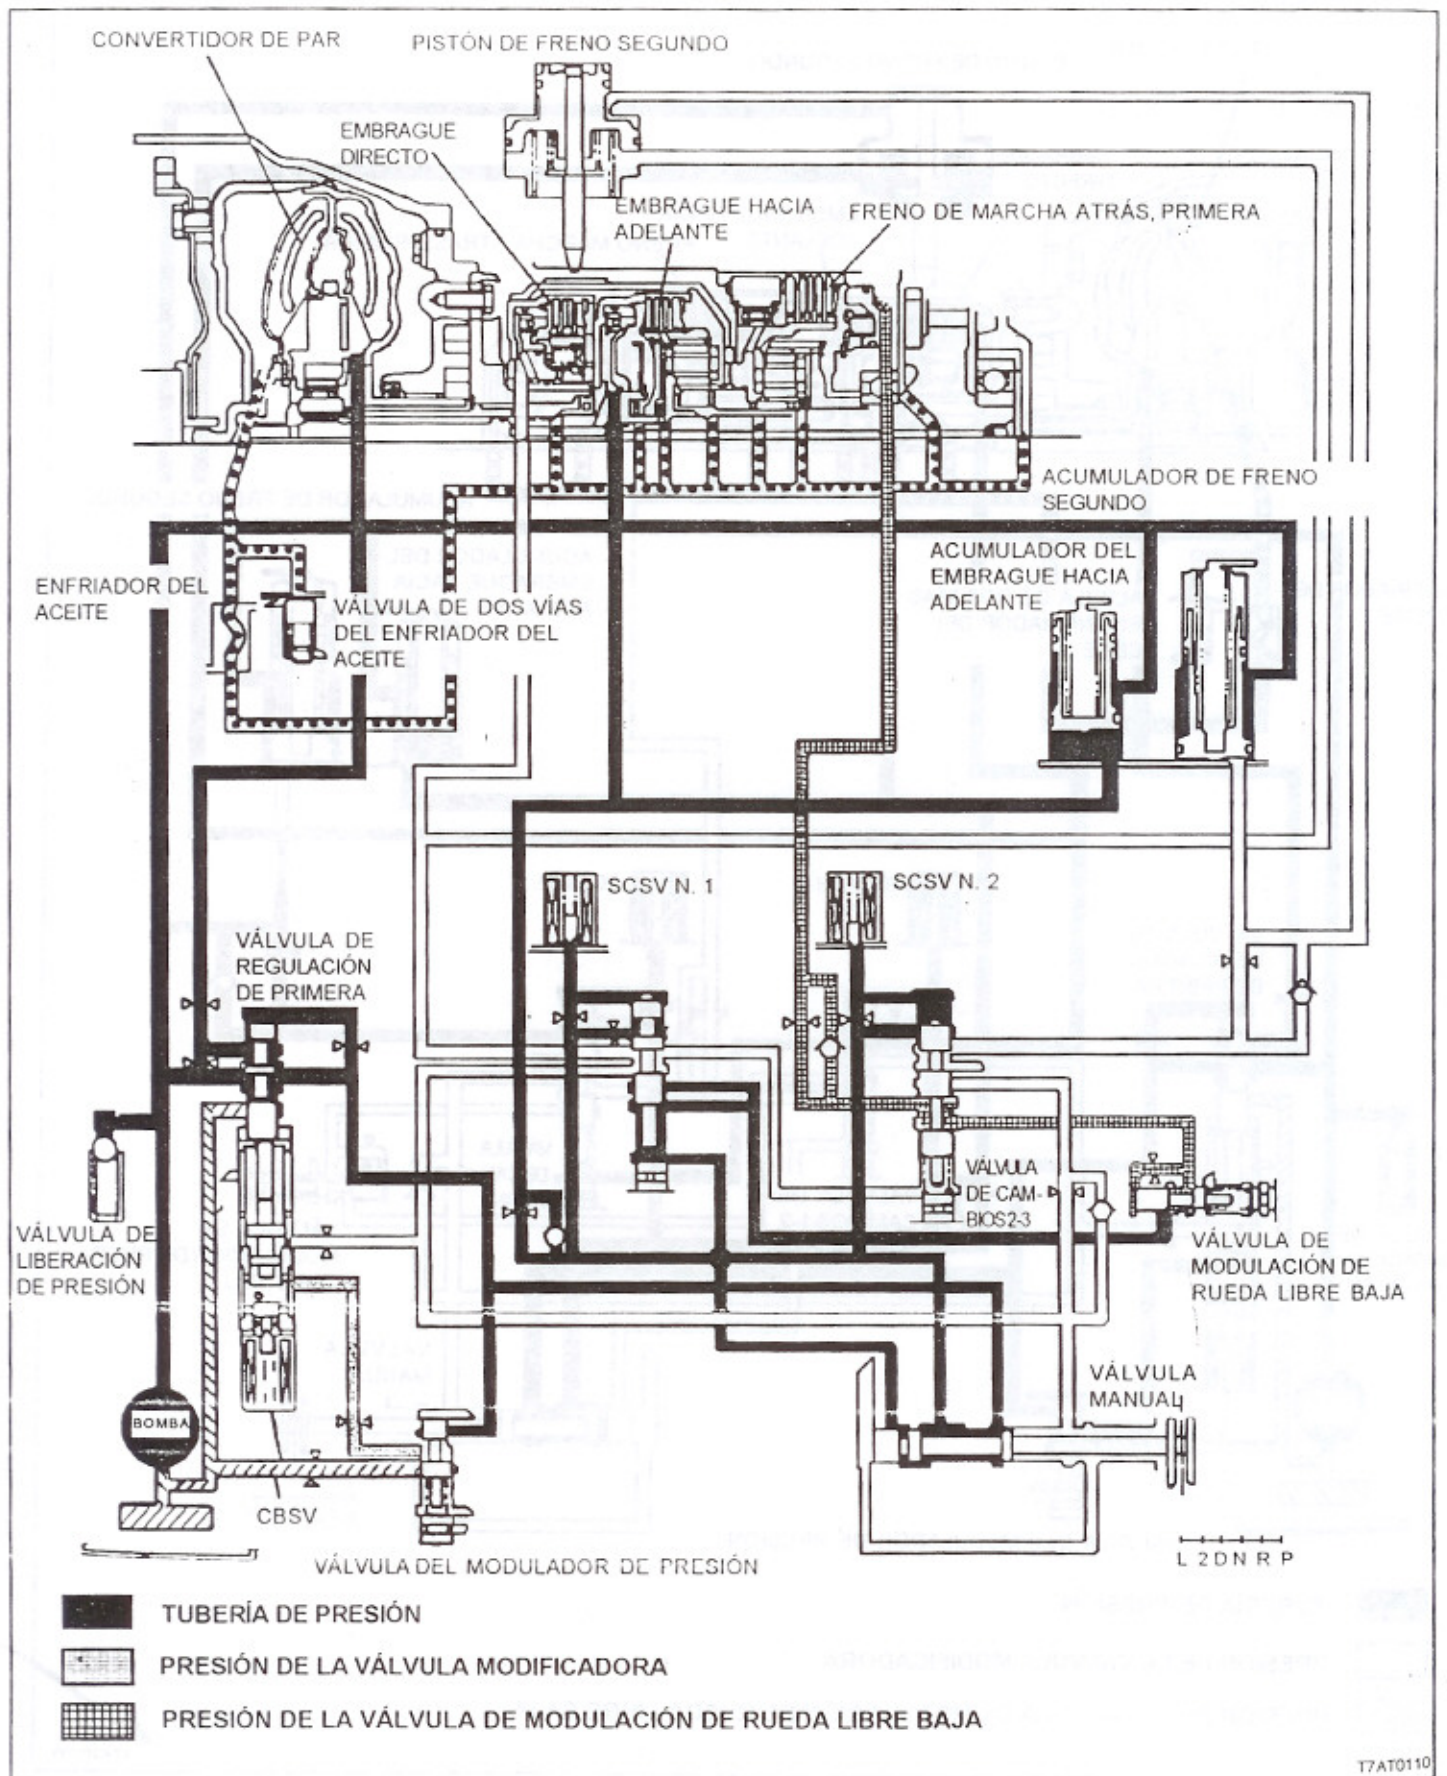 CONVERTIDOR DE PAR
PISTÓN DE FRENO SEGUNDO
EMBRAGUE
DIRECTO
EMBRAGUE HACIA
ADELANTE
FRENO DE MARCHA ATRÁS, PRIMERA
ACUMULADOR DE FRENO
SEGUNDO
ACUMULADOR DEL
EMBRAGUE HACIA
ADELANTE
ENFRIADOR DEL
ACEITE
VÁLVULA DE DOS VÍAS
DEL ENFRIADOR DEL
ACEITE
SCSV N. 1
SCSV N. 2
VÁLVULA DE
REGULACIÓN
DE PRIMERA
VÁLVULA
DE CAM-
BIOS 2-3
VÁLVULA DE
LIBERACIÓN
DE PRESIÓN
VÁLVULA DE
MODULACIÓN DE
RUEDA LIBRE BAJA
VÁLVULA
MANUAL
BOMBA
CBSV
VÁLVULA DEL MODULADOR DE PRESIÓN
L 2 D N R P
TUBERÍA DE PRESIÓN
PRESIÓN DE LA VÁLVULA MODIFICADORA
PRESIÓN DE LA VÁLVULA DE MODULACIÓN DE RUEDA LIBRE BAJA
T7AT0110